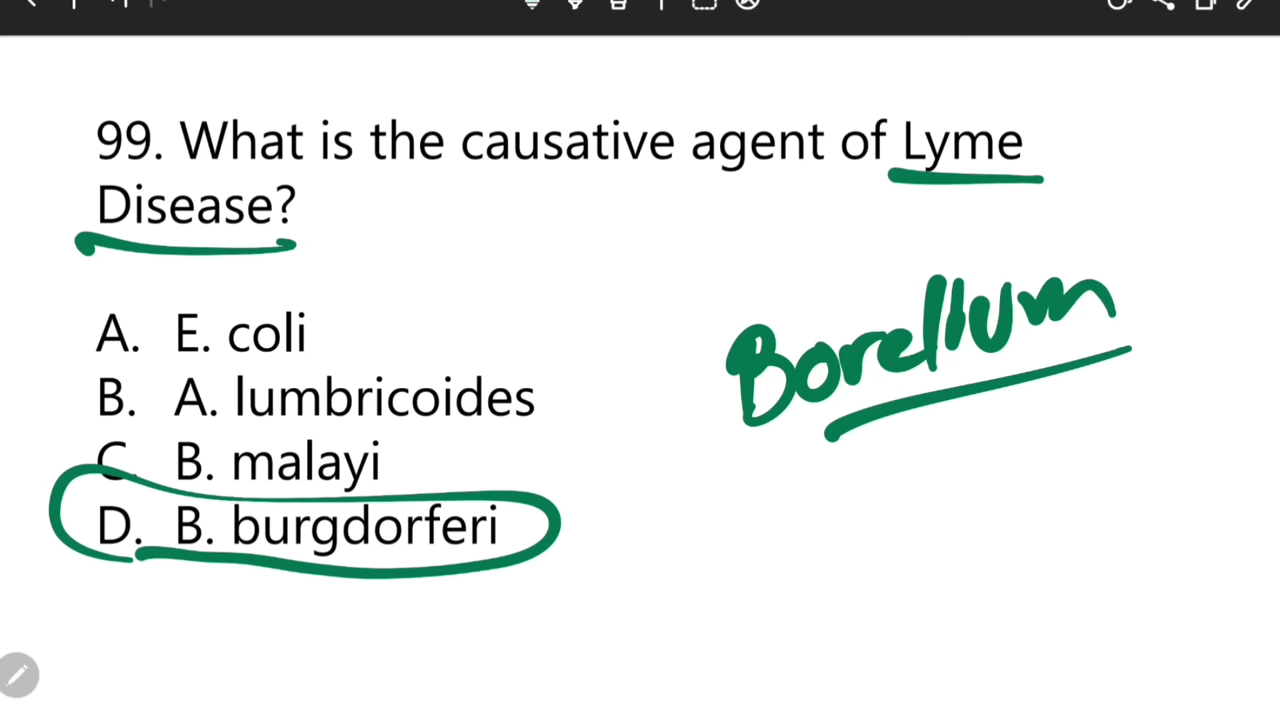 99. What is the causative agent of Lyme
Disease?
A. E. coli
B. A. lumbricoides
C. B. malayi
D. B. burgdorferi
Borellum